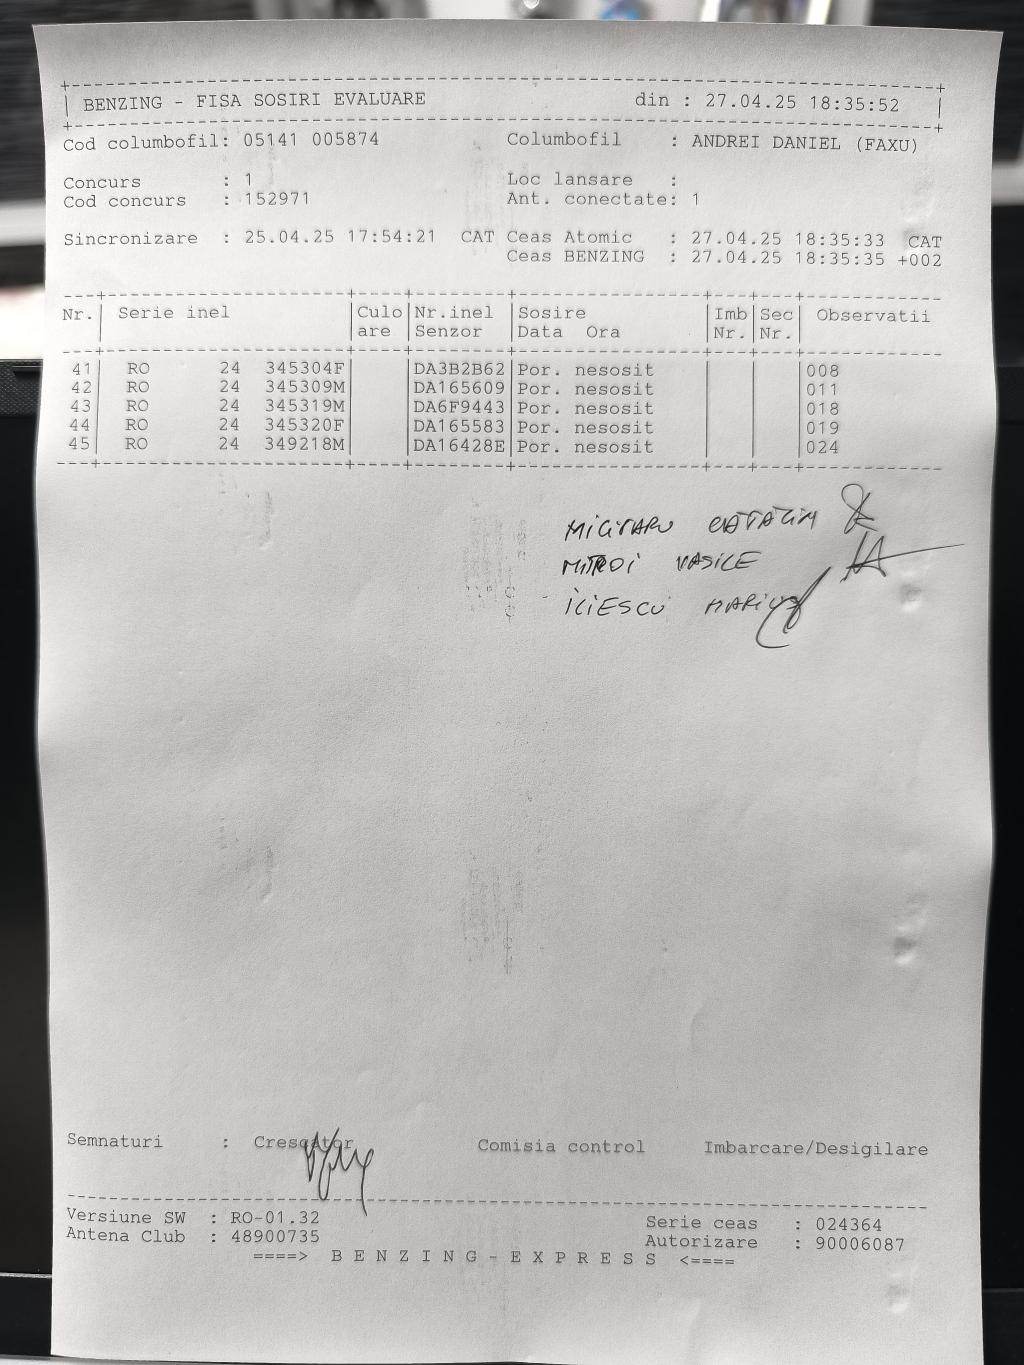 BENZING - FISA SOSIRI EVALUARE din : 27.04.25 18:35:52
Cod columbofil: 05141 005874 Columbofil : ANDREI DANIEL (FAXU)
Concurs : 1 Loc lansare :
Cod concurs : 152971 Ant. conectate: 1
Sincronizare : 25.04.25 17:54:21 CAT Ceas Atomic : 27.04.25 18:35:33 CAT
Ceas BENZING : 27.04.25 18:35:35 +002
Nr. Serie inel Culo Nr.inel Sosire Imb Sec Observatii
are Senzor Data Ora Nr. Nr.
41 RO 24 345304F DA3B2B62 Por. nesosit 008
42 RO 24 345309M DA165609 Por. nesosit 011
43 RO 24 345319M DA6F9443 Por. nesosit 018
44 RO 24 345320F DA165583 Por. nesosit 019
45 RO 24 349218M DA16428E Por. nesosit 024
MILITARU CATALIN
MITROI VASILE
ILIESCU MARIUS
Semnaturi : Crescator Comisia control Imbarcare/Desigilare
Versiune SW : RO-01.32 Serie ceas : 024364
Antena Club : 48900735 Autorizare : 90006087
====> B E N Z I N G - E X P R E S S <====